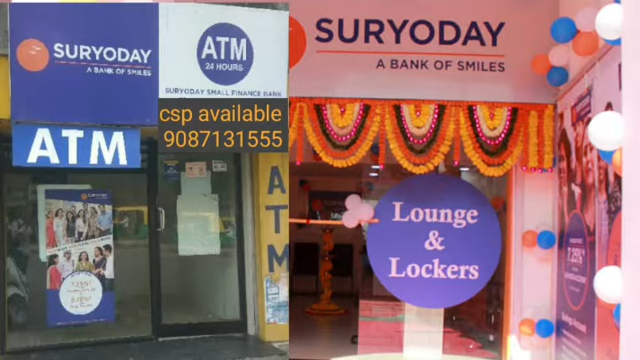 SURYODAY
A BANK OF SMILES
ATM
24 HOURS
SURYODAY SMALL FINANCE BANK
csp available
9087131555
ATM
ATM
SURYODAY
A BANK OF SMILES
Lounge
&
Lockers